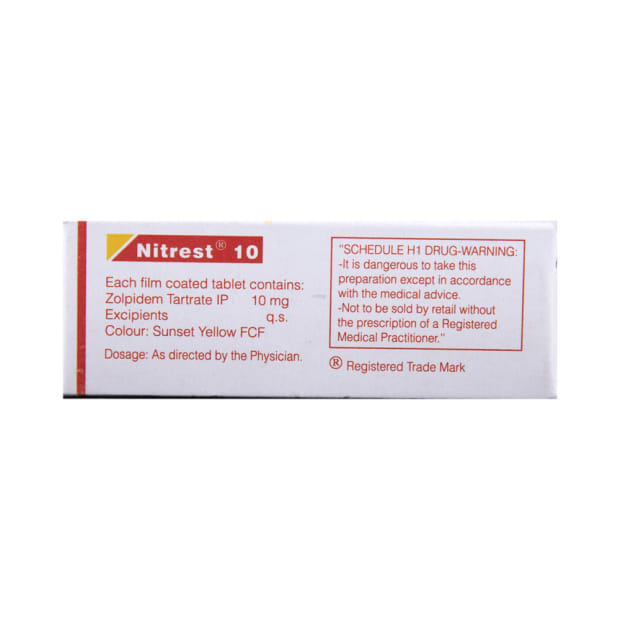 Nitrest® 10
Each film coated tablet contains:
Zolpidem Tartrate IP 10 mg
Excipients q.s.
Colour: Sunset Yellow FCF
Dosage: As directed by the Physician.
"SCHEDULE H1 DRUG-WARNING:
-It is dangerous to take this
preparation except in accordance
with the medical advice.
-Not to be sold by retail without
the prescription of a Registered
Medical Practitioner."
® Registered Trade Mark